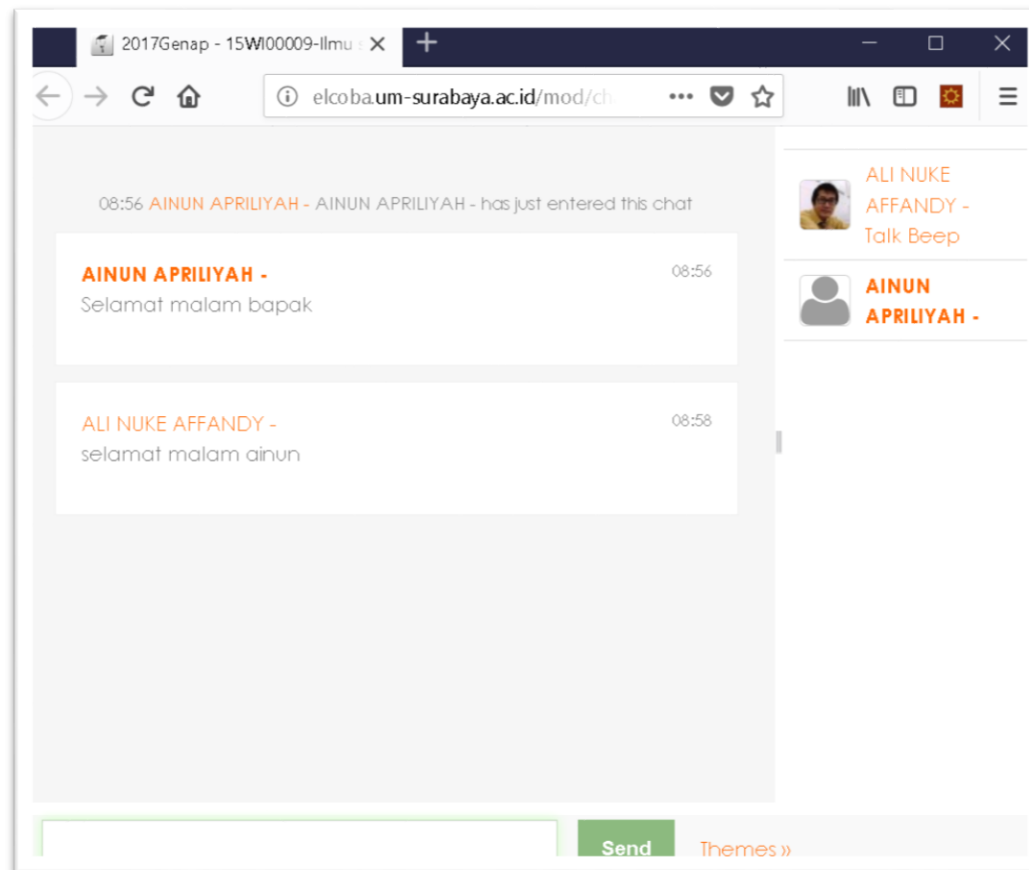 2017Genap - 15WI00009-Ilmu
elcoba.um-surabaya.ac.id/mod/ch
08:56 AINUN APRILIYAH - AINUN APRILIYAH - has just entered this chat
AINUN APRILIYAH -
08:56
Selamat malam bapak
ALI NUKE AFFANDY -
08:58
selamat malam ainun
ALI NUKE
AFFANDY -
Talk Beep
AINUN
APRILIYAH -
Send
Themes »